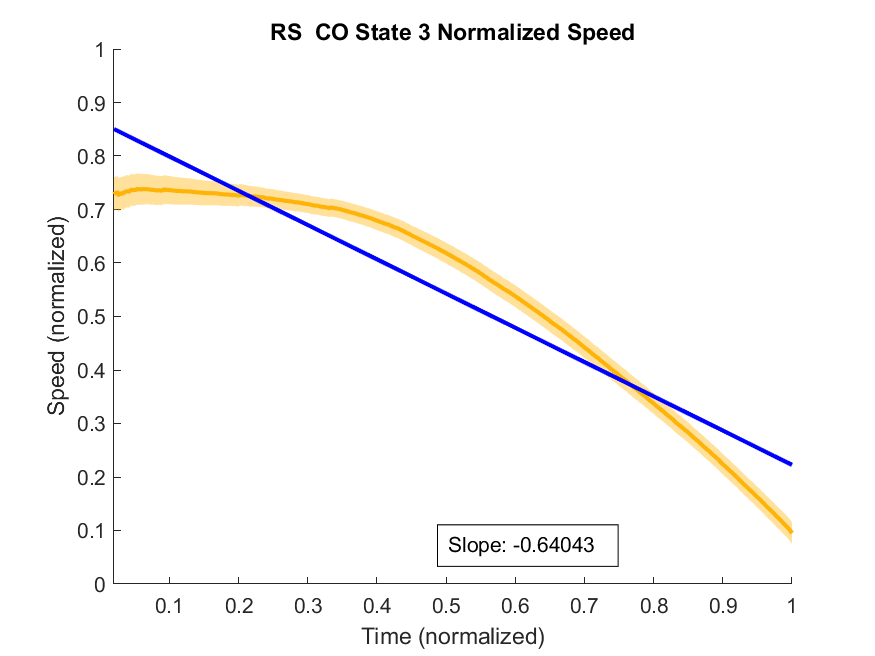 RS  CO State 3 Normalized Speed
1
0.9
0.8
0.7
0.6
0.5
0.4
0.3
0.2
0.1
0
Speed (normalized)
Slope: -0.64043
0.1 0.2 0.3 0.4 0.5 0.6 0.7 0.8 0.9 1
Time (normalized)